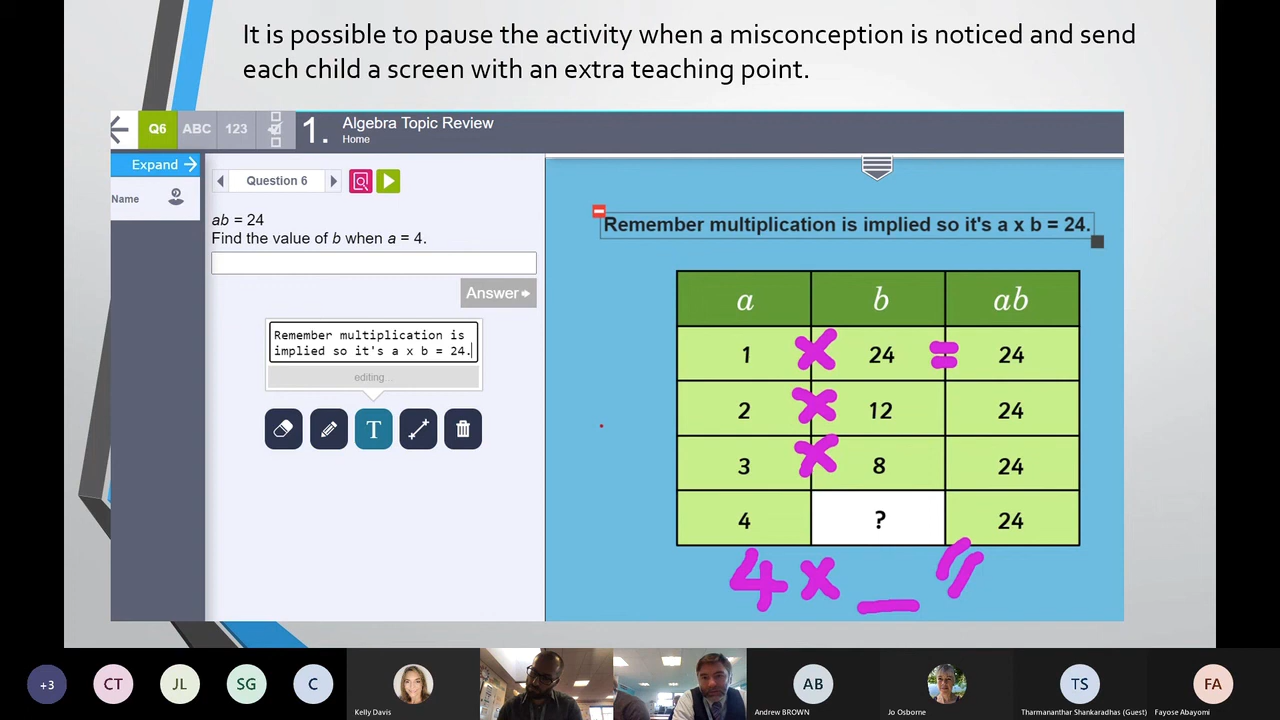 It is possible to pause the activity when a misconception is noticed and send
each child a screen with an extra teaching point.
Q6 ABC 123 1. Algebra Topic Review
Home
Expand
Name
Question 6
ab = 24
Find the value of b when a = 4.
Answer
Remember multiplication is
implied so it's a x b = 24.
editing...
T
Remember multiplication is implied so it's a x b = 24.
a b ab
1 x 24 = 24
2 x 12 24
3 x 8 24
4 ? 24
4 x _ =
+3 CT JL SG C AB TS FA
Kelly Davis Andrew BROWN Jo Osborne Tharmananthar Shankaradhas (Guest) Fayose Abayomi